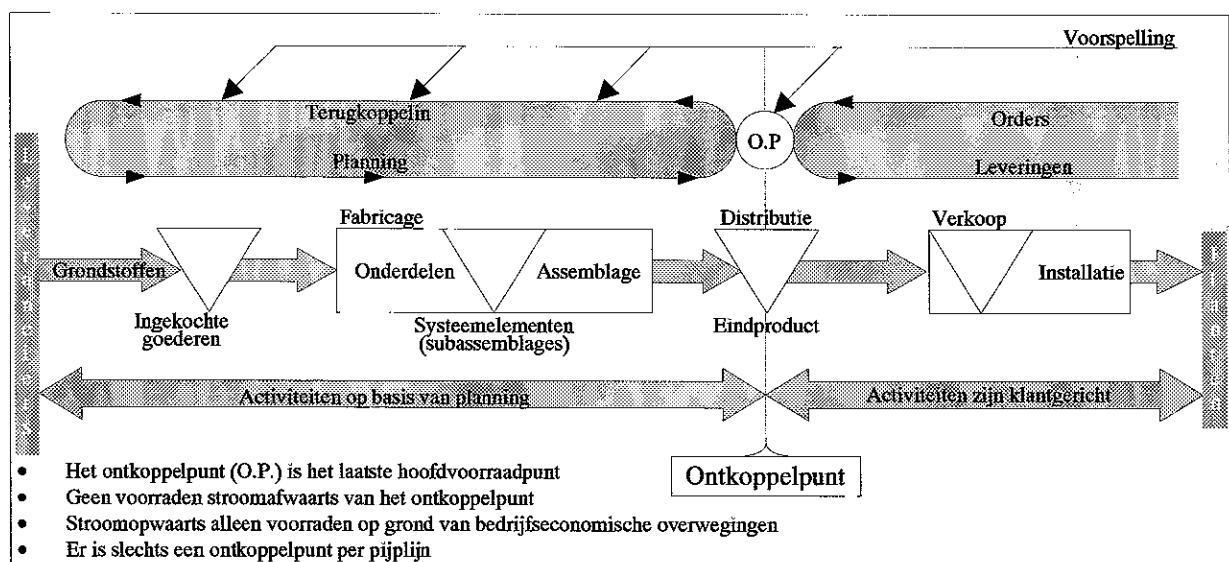 Voorspelling
Terugkoppelin
Planning
O.P
Orders
Leveringen
Fabricage
Distributie
Verkoop
Grondstoffen
Onderdelen
Assemblage
Installatie
Ingekochte
goederen
Systeemelementen
(subassemblages)
Eindproduct
Activiteiten op basis van planning
Activiteiten zijn klantgericht
Ontkoppelpunt
• Het ontkoppelpunt (O.P.) is het laatste hoofdvoorraadpunt
• Geen voorraden stroomafwaarts van het ontkoppelpunt
• Stroomopwaarts alleen voorraden op grond van bedrijfseconomische overwegingen
• Er is slechts een ontkoppelpunt per pijplijn